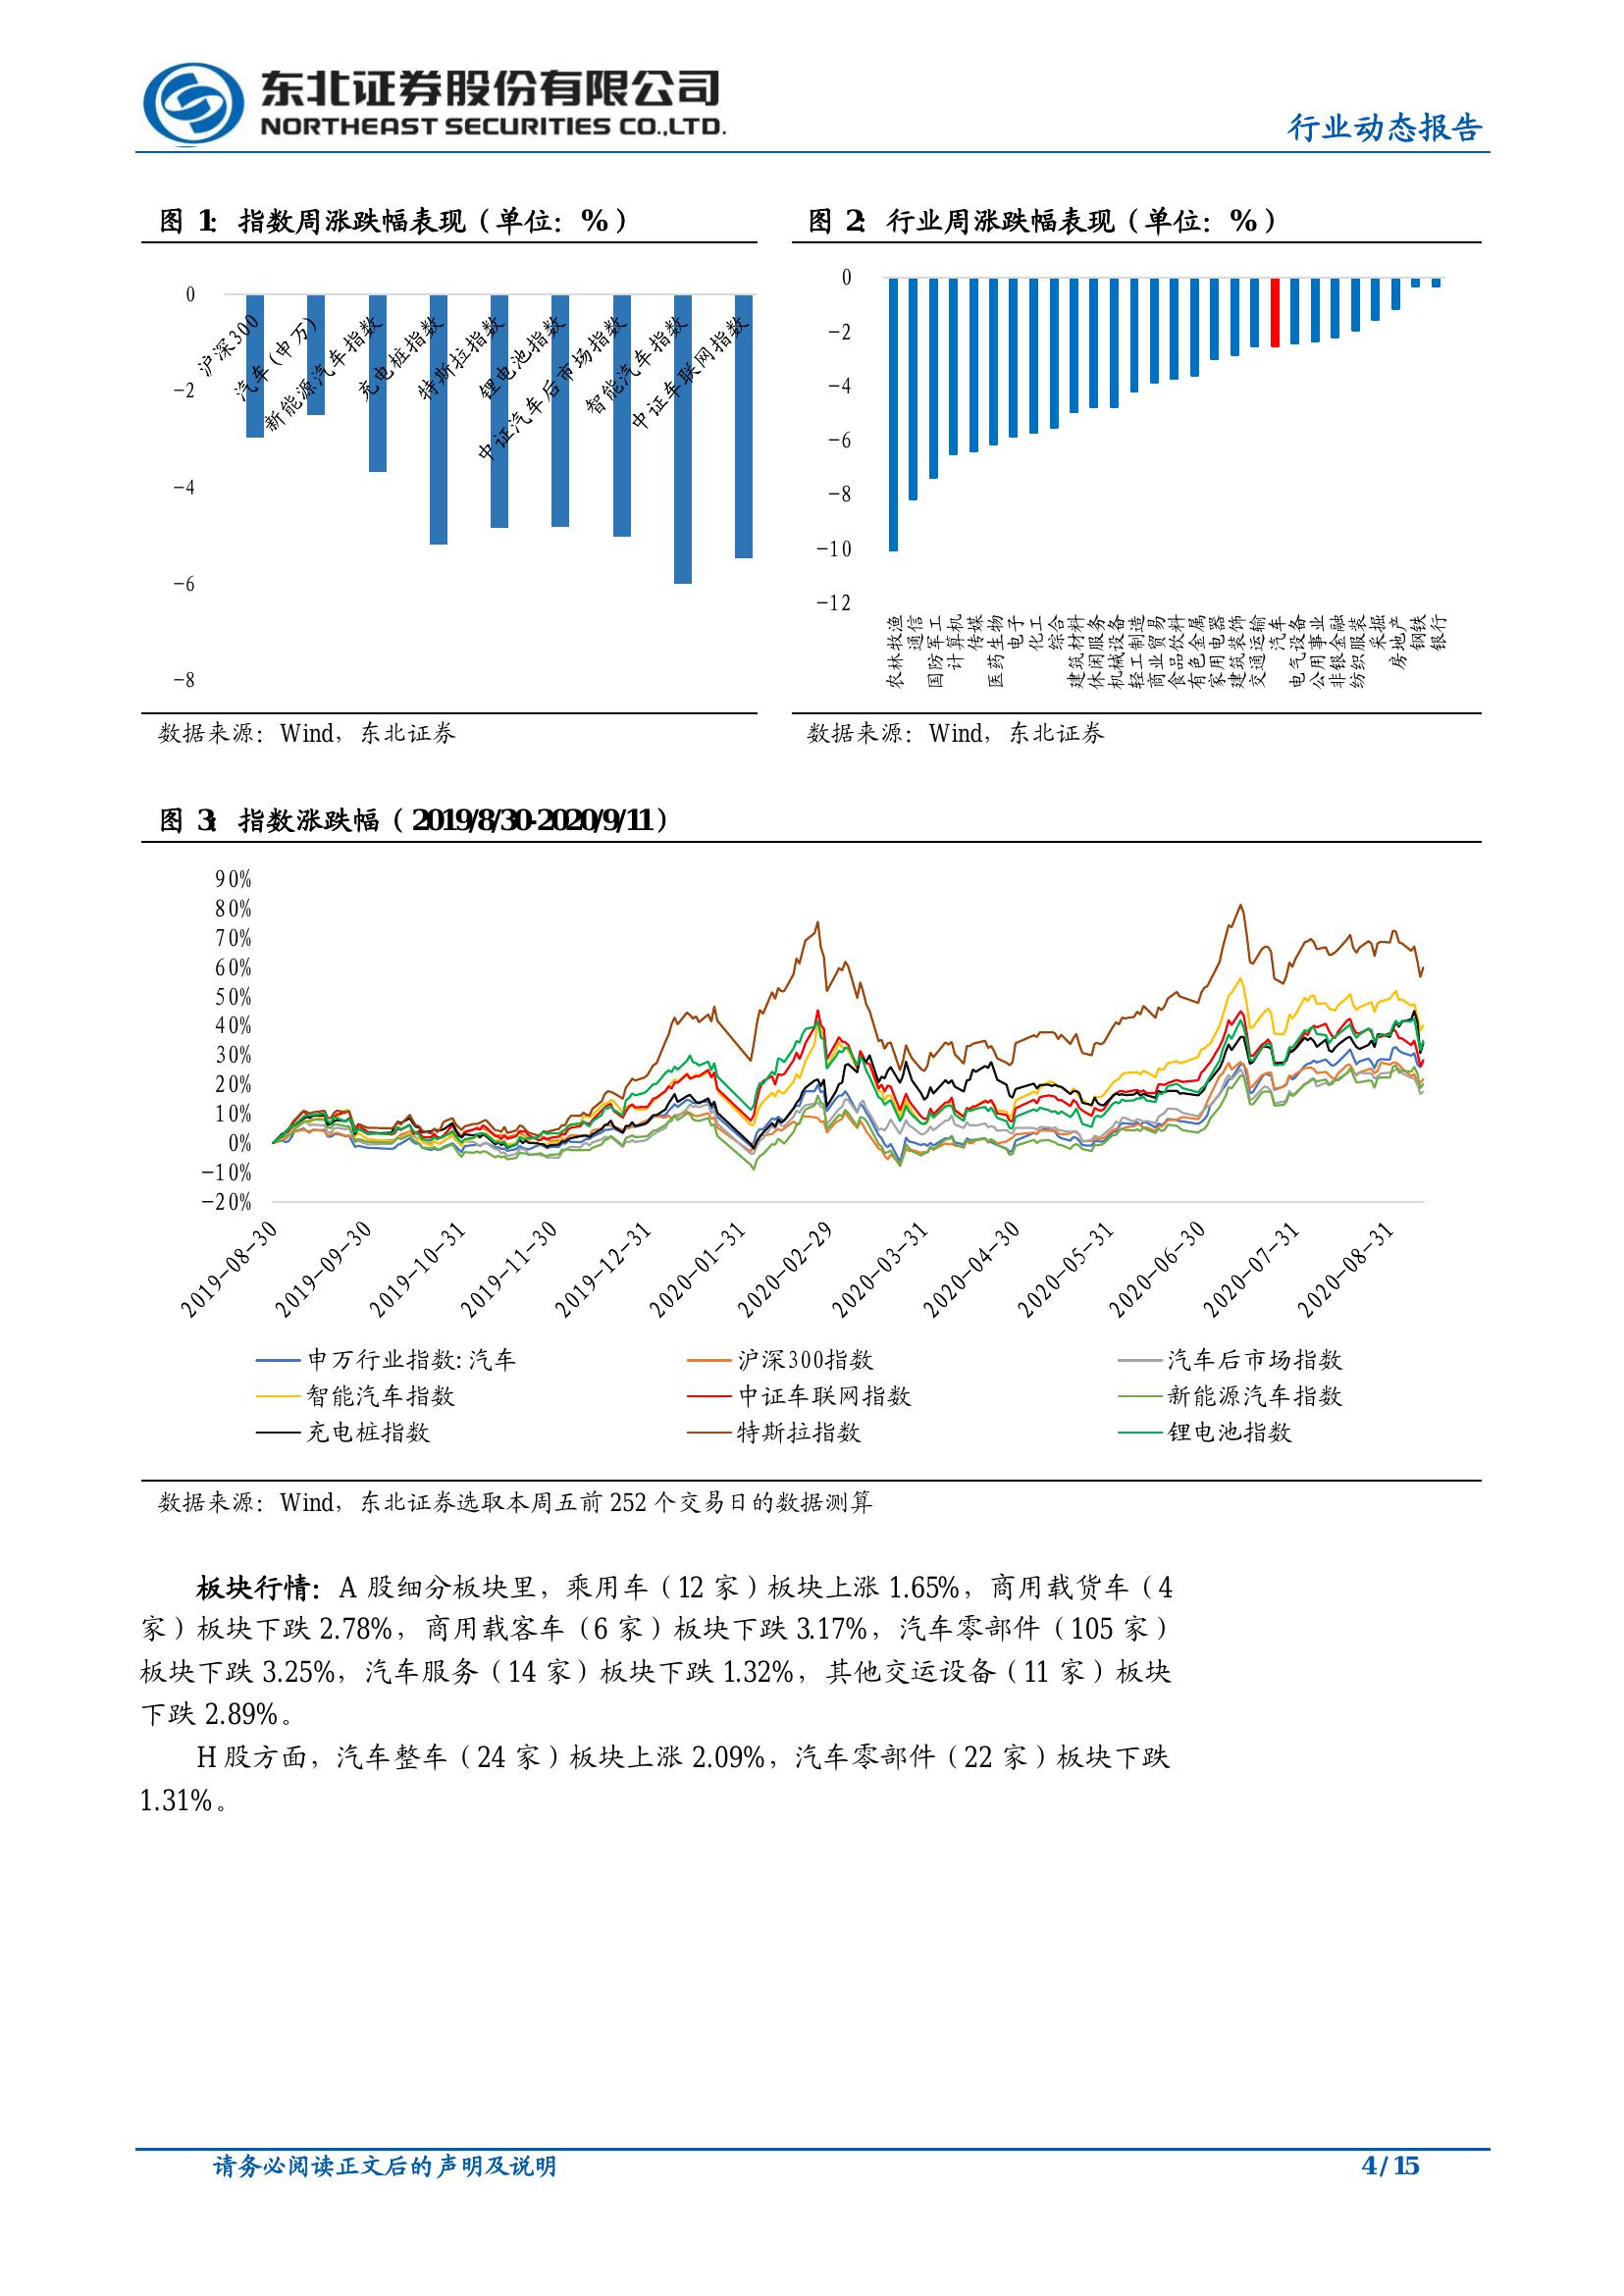 东北证券股份有限公司
NORTHEAST SECURITIES CO.,LTD.
行业动态报告
图 1: 指数周涨跌幅表现（单位：%）
0
-2
-4
-6
-8
沪深300
汽车(申万)
新能源汽车指数
充电桩指数
特斯拉指数
锂电池指数
中证汽车后市场指数
智能汽车指数
中证车联网指数
数据来源：Wind，东北证券
图 2: 行业周涨跌幅表现（单位：%）
0
-2
-4
-6
-8
-10
-12
农林牧渔
通信
国防军工
计算机
传媒
医药生物
电子
化工
综合
建筑材料
休闲服务
机械设备
轻工制造
商业贸易
食品饮料
有色金属
家用电器
建筑装饰
交通运输
汽车
电气设备
公用事业
非银金融
纺织服装
采掘
房地产
钢铁
银行
数据来源：Wind，东北证券
图 3: 指数涨跌幅（2019/8/30-2020/9/11）
90%
80%
70%
60%
50%
40%
30%
20%
10%
0%
-10%
-20%
2019-08-30
2019-09-30
2019-10-31
2019-11-30
2019-12-31
2020-01-31
2020-02-29
2020-03-31
2020-04-30
2020-05-31
2020-06-30
2020-07-31
2020-08-31
申万行业指数:汽车
沪深300指数
汽车后市场指数
智能汽车指数
中证车联网指数
新能源汽车指数
充电桩指数
特斯拉指数
锂电池指数
数据来源：Wind，东北证券选取本周五前 252 个交易日的数据测算
板块行情：A 股细分板块里，乘用车（12 家）板块上涨 1.65%，商用载货车（4
家）板块下跌 2.78%，商用载客车（6 家）板块下跌 3.17%，汽车零部件（105 家）
板块下跌 3.25%，汽车服务（14 家）板块下跌 1.32%，其他交运设备（11 家）板块
下跌 2.89%。
H 股方面，汽车整车（24 家）板块上涨 2.09%，汽车零部件（22 家）板块下跌
1.31%。
请务必阅读正文后的声明及说明
4 / 15